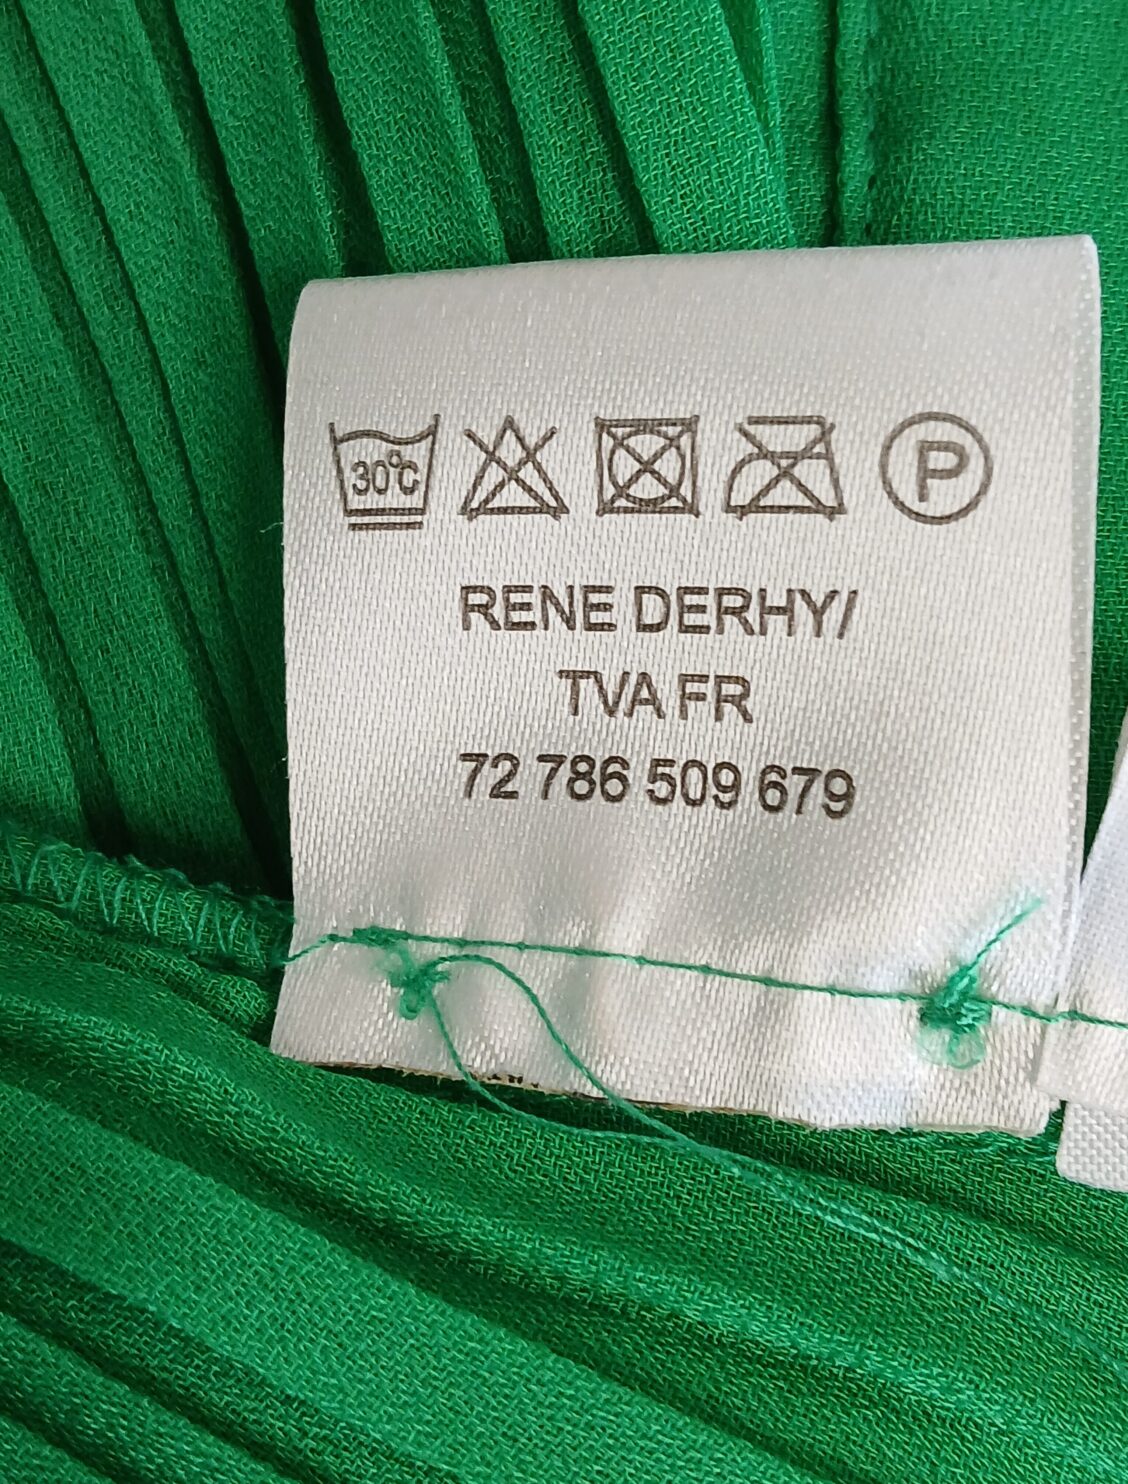 30°C P
RENE DERHY/
TVA FR
72 786 509 679